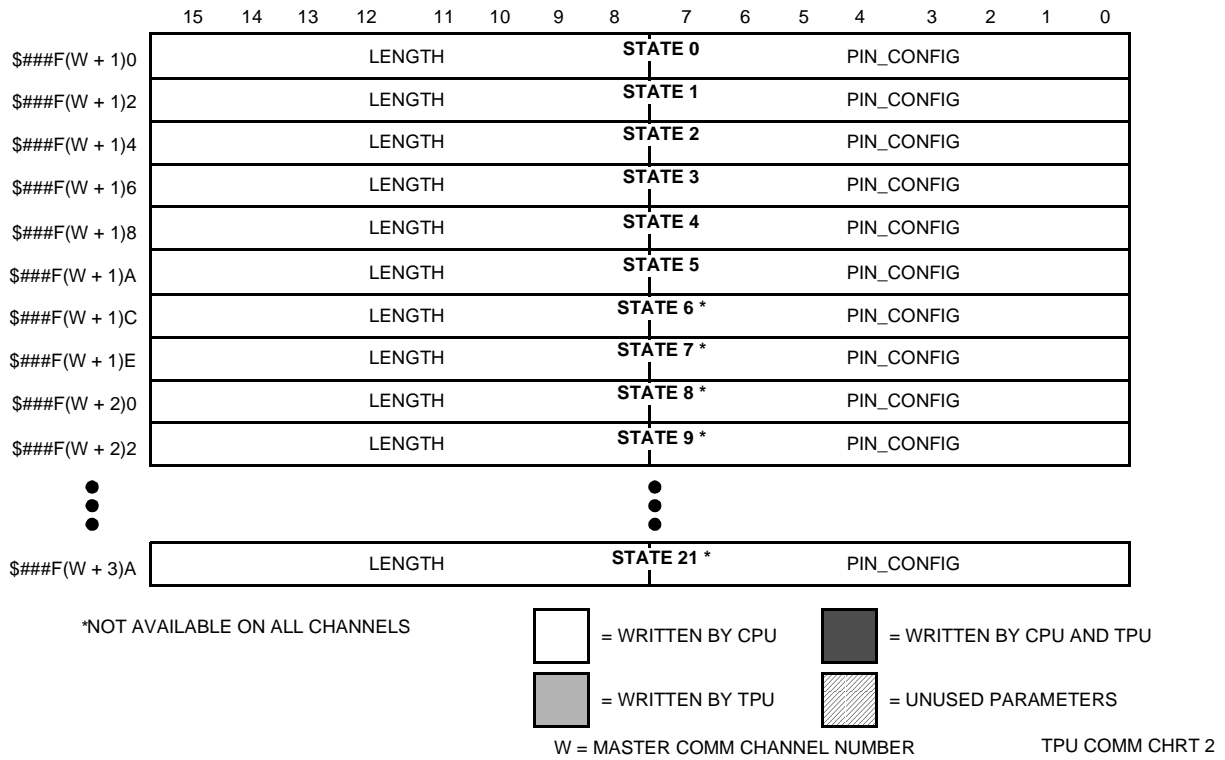 15 14 13 12 11 10 9 8 7 6 5 4 3 2 1 0
$###F(W + 1)0 LENGTH STATE 0 PIN_CONFIG
$###F(W + 1)2 LENGTH STATE 1 PIN_CONFIG
$###F(W + 1)4 LENGTH STATE 2 PIN_CONFIG
$###F(W + 1)6 LENGTH STATE 3 PIN_CONFIG
$###F(W + 1)8 LENGTH STATE 4 PIN_CONFIG
$###F(W + 1)A LENGTH STATE 5 PIN_CONFIG
$###F(W + 1)C LENGTH STATE 6 * PIN_CONFIG
$###F(W + 1)E LENGTH STATE 7 * PIN_CONFIG
$###F(W + 2)0 LENGTH STATE 8 * PIN_CONFIG
$###F(W + 2)2 LENGTH STATE 9 * PIN_CONFIG
$###F(W + 3)A LENGTH STATE 21 * PIN_CONFIG
*NOT AVAILABLE ON ALL CHANNELS
= WRITTEN BY CPU
= WRITTEN BY CPU AND TPU
= WRITTEN BY TPU
= UNUSED PARAMETERS
W = MASTER COMM CHANNEL NUMBER
TPU COMM CHRT 2